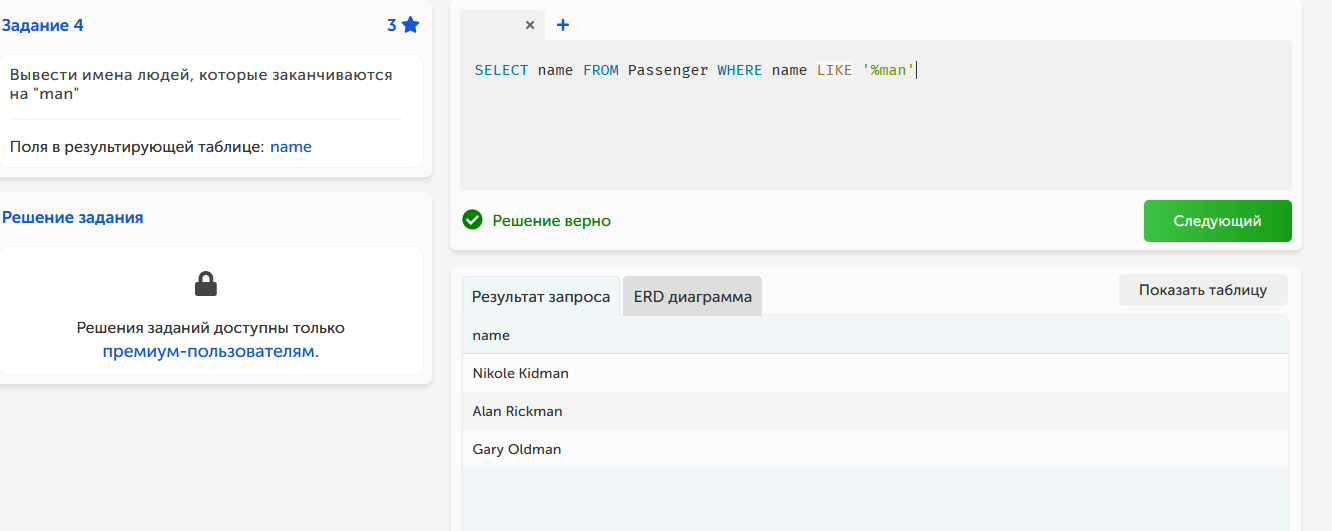 Задание 4
3
Вывести имена людей, которые заканчиваются
на "man"
Поля в результирующей таблице: name
Решение задания
Решения заданий доступны только
премиум-пользователям.
× +
SELECT name FROM Passenger WHERE name LIKE '%man'
Решение верно
Следующий
Результат запроса
ERD диаграмма
Показать таблицу
name
Nikole Kidman
Alan Rickman
Gary Oldman